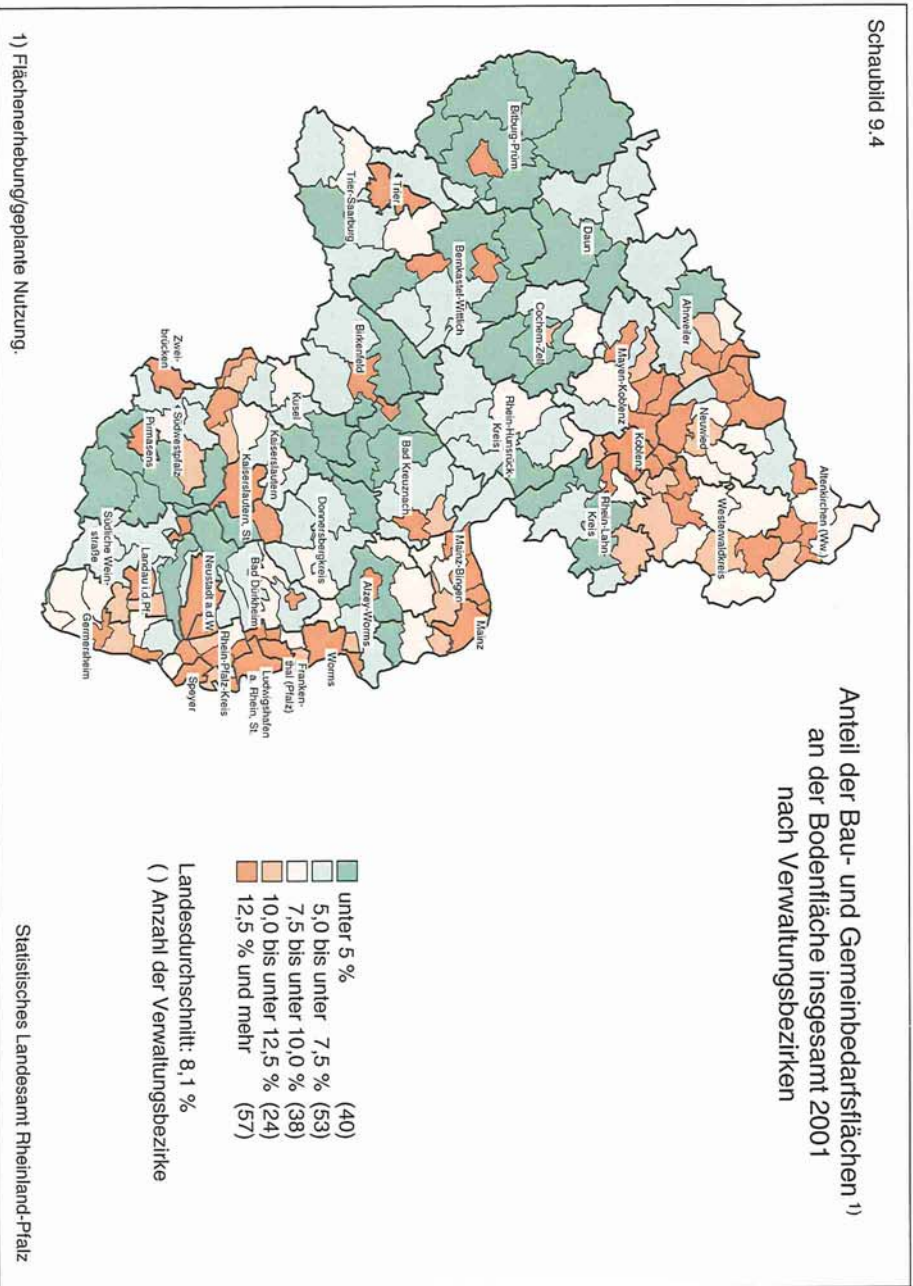 Schaubild 9.4
Anteil der Bau- und Gemeinbedarfsflächen 1)
an der Bodenfläche insgesamt 2001
nach Verwaltungsbezirken
Altenkirchen (Ww.)
Neuwied
Westerwaldkreis
Ahrweiler
Mayen-Koblenz
Koblenz
Rhein-Lahn-
Kreis
Daun
Cochem-Zell
Rhein-Hunsrück-
Kreis
Bitburg-Prüm
Bernkastel-Wittlich
Mainz-Bingen
Mainz
Bad Kreuznach
Trier
Trier-Saarburg
Birkenfeld
Alzey-Worms
Worms
Kusel
Donnersbergkreis
Kaiserslautern
Kaiserslautern, St.
Bad Dürkheim
Franken-
thal (Pfalz)
Ludwigshafen
a. Rhein, St.
Rhein-Pfalz-Kreis
Neustadt a.d.W.
Speyer
Zwei-
brücken
Südwestpfalz
Pirmasens
Landau i.d.Pf.
Südliche Wein-
straße
Germersheim
unter 5 % (40)
5,0 bis unter 7,5 % (53)
7,5 bis unter 10,0 % (38)
10,0 bis unter 12,5 % (24)
12,5 % und mehr (57)
Landesdurchschnitt: 8,1 %
( ) Anzahl der Verwaltungsbezirke
1) Flächenerhebung/geplante Nutzung.
Statistisches Landesamt Rheinland-Pfalz